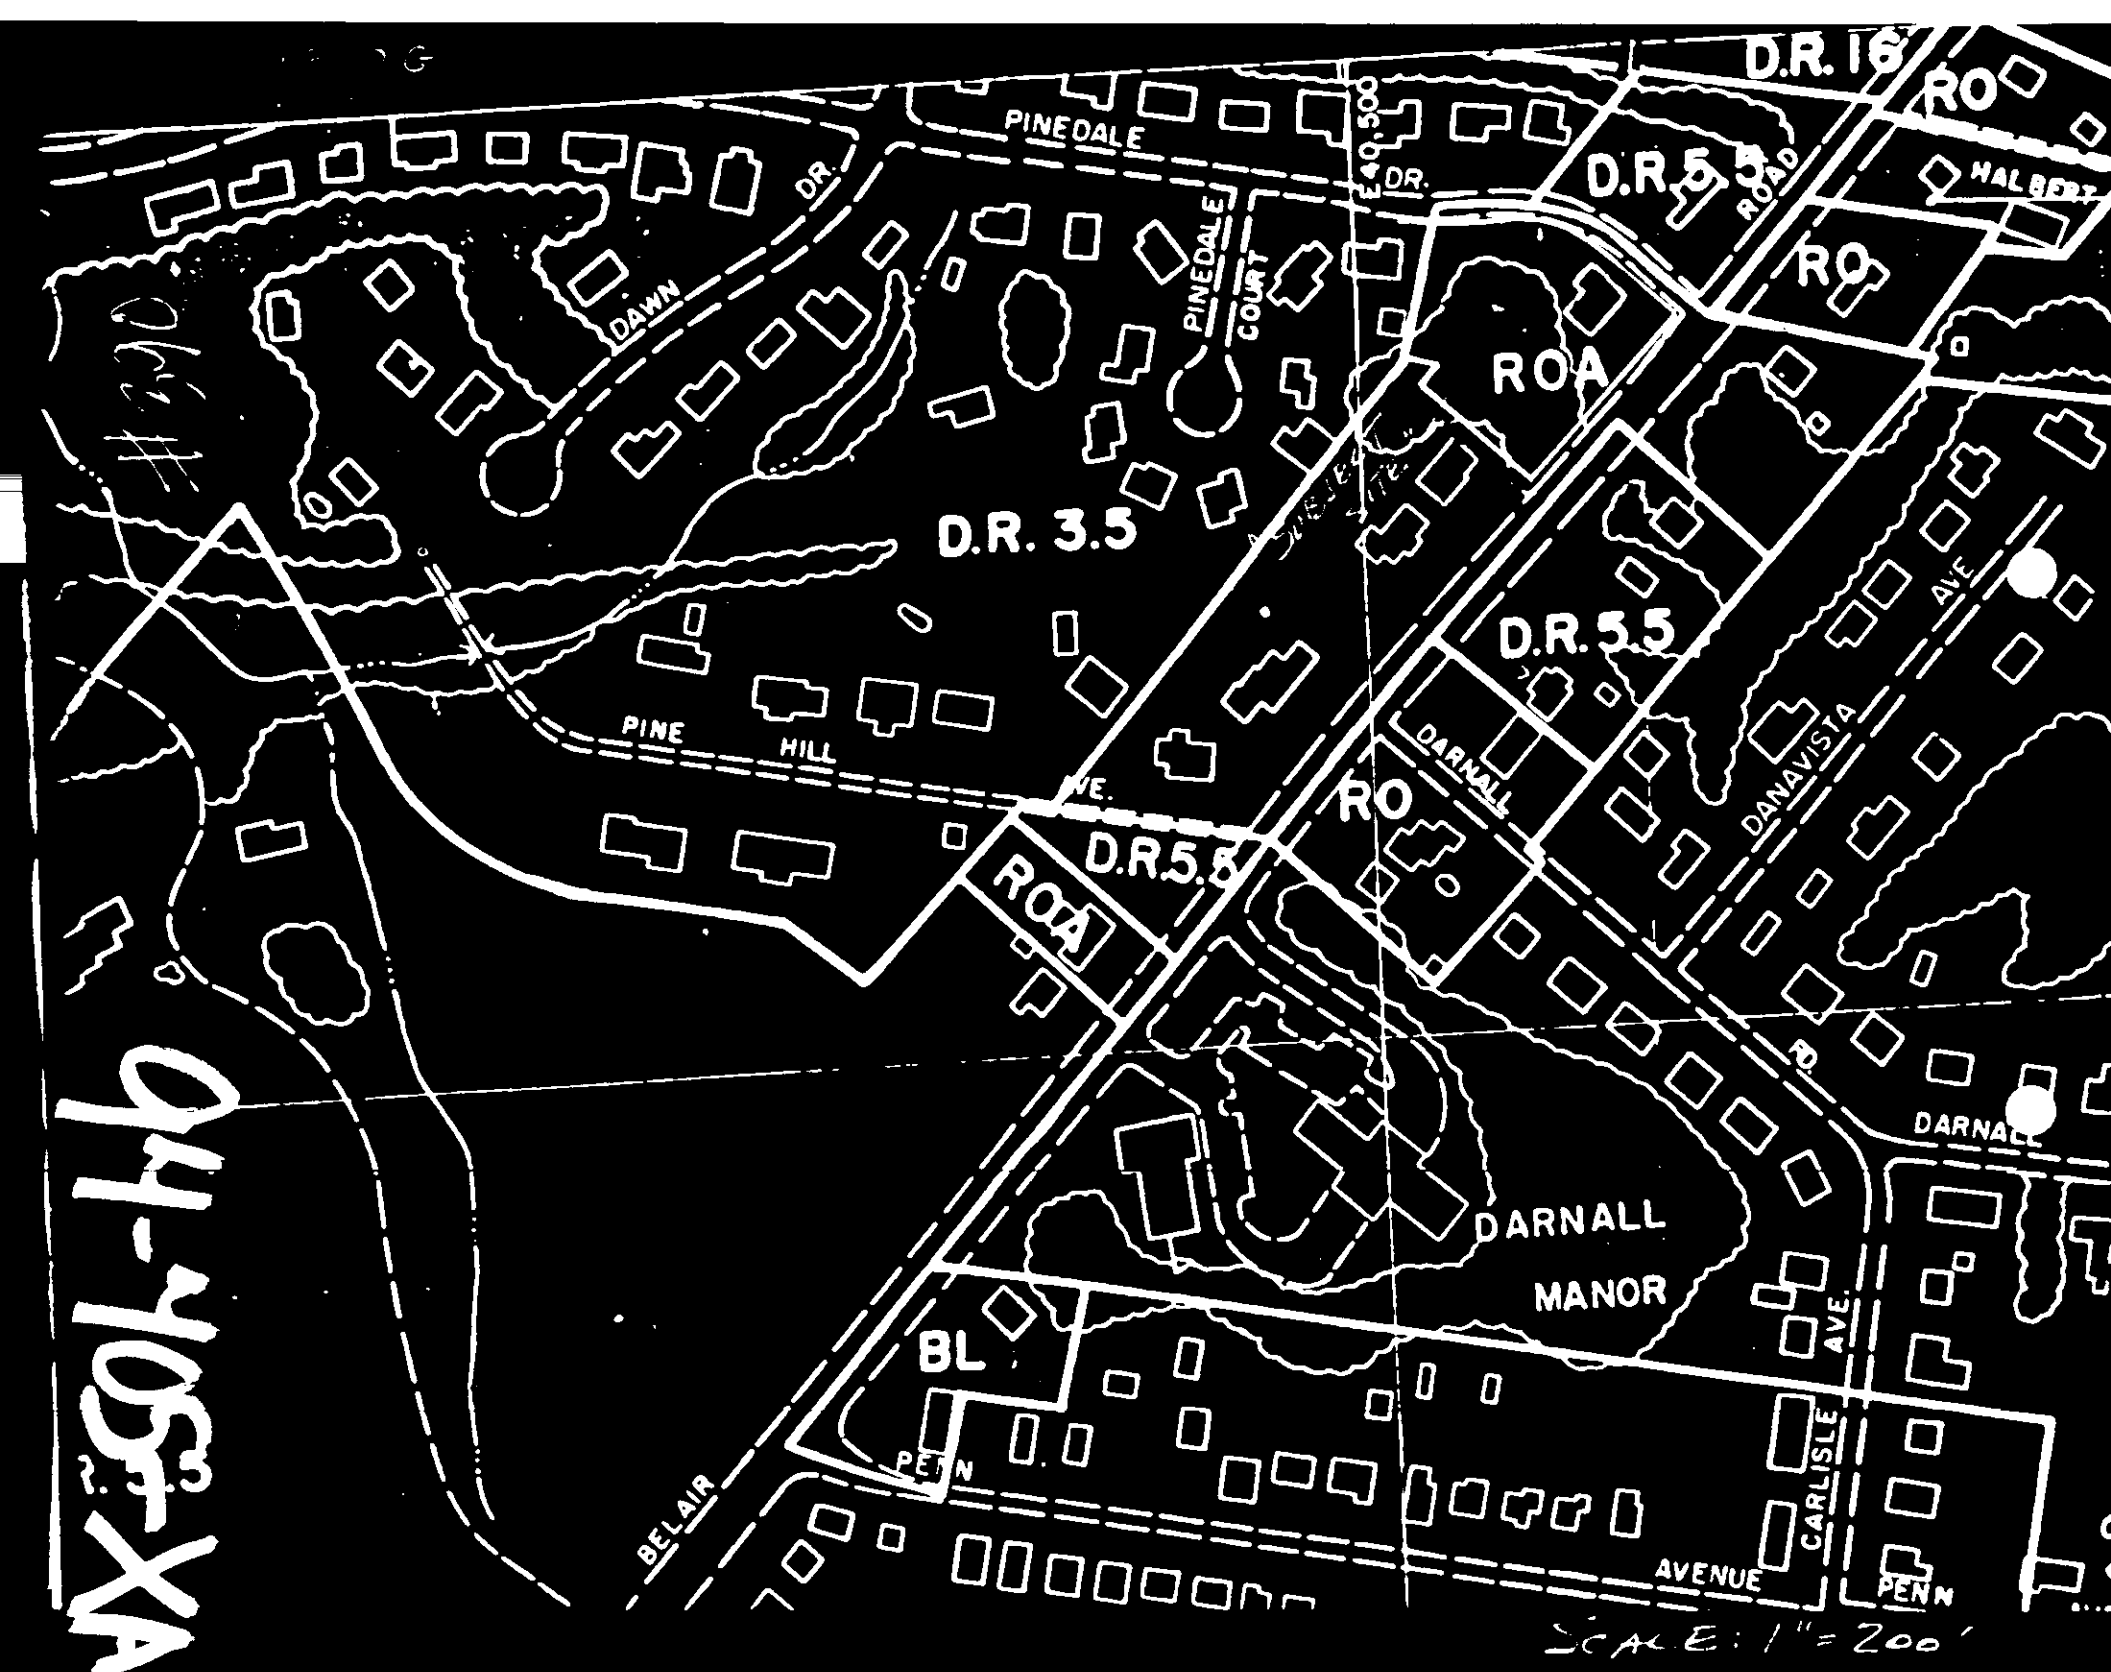 D.R. 16
RO
PINEDALE
DR.
E 40,500
D.R. 5.5
ROAD
HALBERT
DR.
PINEDALE
COURT
RO
DAWN
ROA
D.R. 3.5
D.R. 5.5
AVE.
PINE
HILL
AVE.
DARNALL
DANAVISTA
RO
D.R. 5.5
ROA
RD.
DARNALL
DARNALL
MANOR
BL
AVE.
CARLISLE
PENN
BELAIR
AVENUE
PENN
94-405-XA
SCALE: 1" = 200'